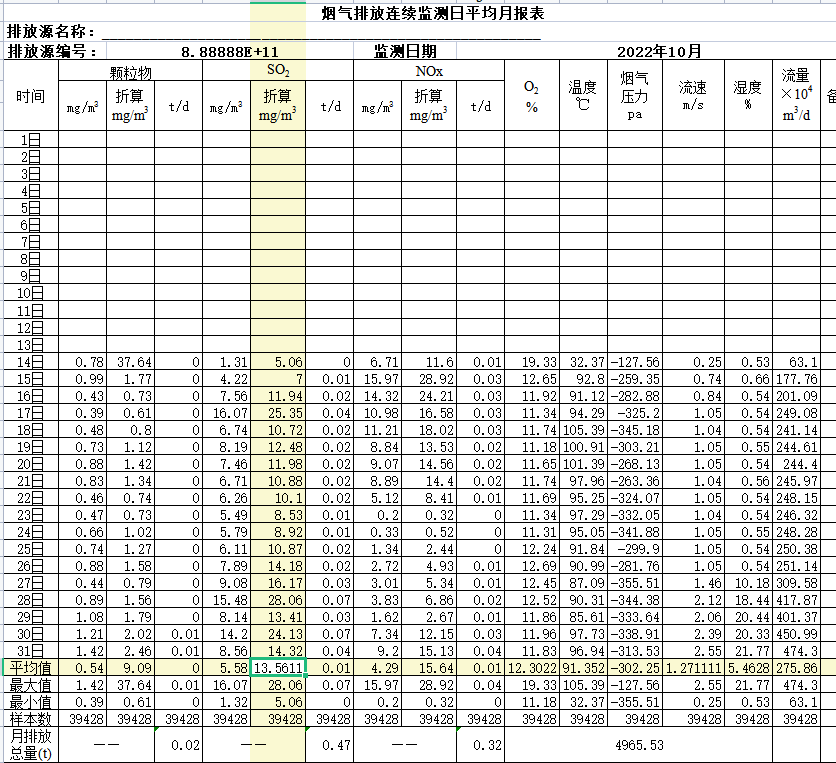 烟气排放连续监测日平均月报表
排放源名称：
排放源编号： 8.88888E+11 监测日期 2022年10月
时间 颗粒物 SO₂ NOx O₂ % 温度 ℃ 烟气压力 pa 流速 m/s 湿度 % 流量 ×10⁴ m³/d
mg/m³ 折算 mg/m³ t/d mg/m³ 折算 mg/m³ t/d mg/m³ 折算 mg/m³ t/d
1日
2日
3日
4日
5日
6日
7日
8日
9日
10日
11日
12日
13日
14日 0.78 37.64 0 1.31 5.06 0 6.71 11.6 0.01 19.33 32.37 -127.56 0.25 0.53 63.1
15日 0.99 1.77 0 4.22 7 0.01 15.97 28.92 0.03 12.65 92.8 -259.35 0.74 0.66 177.76
16日 0.43 0.73 0 7.56 11.94 0.02 14.32 24.21 0.03 11.92 91.12 -282.88 0.84 0.54 201.09
17日 0.39 0.61 0 16.07 25.35 0.04 10.98 16.58 0.03 11.34 94.29 -325.2 1.05 0.54 249.08
18日 0.48 0.8 0 6.74 10.72 0.02 11.21 18.02 0.03 11.74 105.39 -345.18 1.04 0.54 241.14
19日 0.73 1.12 0 8.19 12.48 0.02 8.84 13.53 0.02 11.18 100.91 -303.21 1.05 0.55 244.61
20日 0.88 1.42 0 7.46 11.98 0.02 9.07 14.56 0.02 11.65 101.39 -268.13 1.05 0.54 244.4
21日 0.83 1.34 0 6.71 10.88 0.02 8.89 14.4 0.02 11.74 97.96 -263.36 1.04 0.56 245.97
22日 0.46 0.74 0 6.26 10.1 0.02 5.12 8.41 0.01 11.69 95.25 -324.07 1.05 0.54 248.15
23日 0.47 0.73 0 5.49 8.53 0.01 0.2 0.32 0 11.34 97.29 -332.05 1.04 0.54 246.32
24日 0.66 1.02 0 5.79 8.92 0.01 0.33 0.52 0 11.31 95.05 -341.88 1.05 0.55 248.28
25日 0.74 1.27 0 6.11 10.87 0.02 1.34 2.44 0 12.24 91.84 -299.9 1.05 0.54 250.38
26日 0.88 1.58 0 7.89 14.18 0.02 2.72 4.93 0.01 12.69 90.99 -281.76 1.05 0.54 251.14
27日 0.44 0.79 0 9.08 16.17 0.03 3.01 5.34 0.01 12.45 87.09 -355.51 1.46 10.18 309.58
28日 0.89 1.56 0 15.48 28.06 0.07 3.83 6.86 0.02 12.52 90.31 -344.38 2.12 18.44 417.87
29日 1.08 1.79 0 8.14 13.41 0.03 1.62 2.67 0.01 11.86 85.61 -333.64 2.06 20.44 401.37
30日 1.21 2.02 0.01 14.2 24.13 0.07 7.34 12.15 0.03 11.96 97.73 -338.91 2.39 20.33 450.99
31日 1.42 2.46 0.01 8.56 14.32 0.04 9.2 15.13 0.04 11.83 96.94 -313.53 2.55 21.77 474.3
平均值 0.54 9.09 0 5.58 13.5611 0.01 4.29 15.64 0.01 12.3022 91.352 -302.25 1.271111 5.4628 275.86
最大值 1.42 37.64 0.01 16.07 28.06 0.07 15.97 28.92 0.04 19.33 105.39 -127.56 2.55 21.77 474.3
最小值 0.39 0.61 0 1.32 5.06 0 0.2 0.32 0 11.18 32.37 -355.51 0.25 0.53 63.1
样本数 39428 39428 39428 39428 39428 39428 39428 39428 39428 39428 39428 39428 39428 39428 39428
月排放总量(t) —— 0.02 —— 0.47 —— 0.32 4965.53